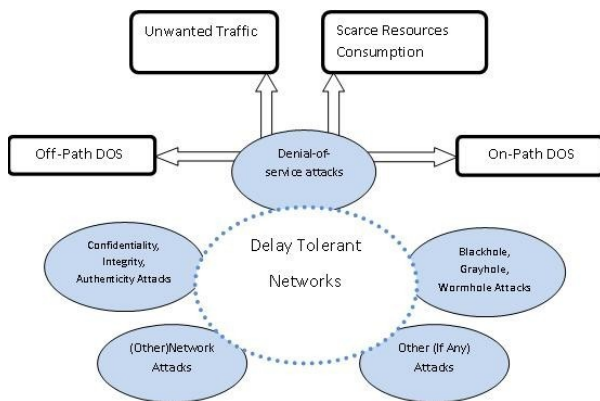 Unwanted Traffic
Scarce Resources
Consumption
Off-Path DOS
Denial-of-
service attacks
On-Path DOS
Delay Tolerant
Networks
Confidentiality,
Integrity,
Authenticity Attacks
Blackhole,
Grayhole,
Wormhole Attacks
(Other)Network
Attacks
Other (If Any)
Attacks